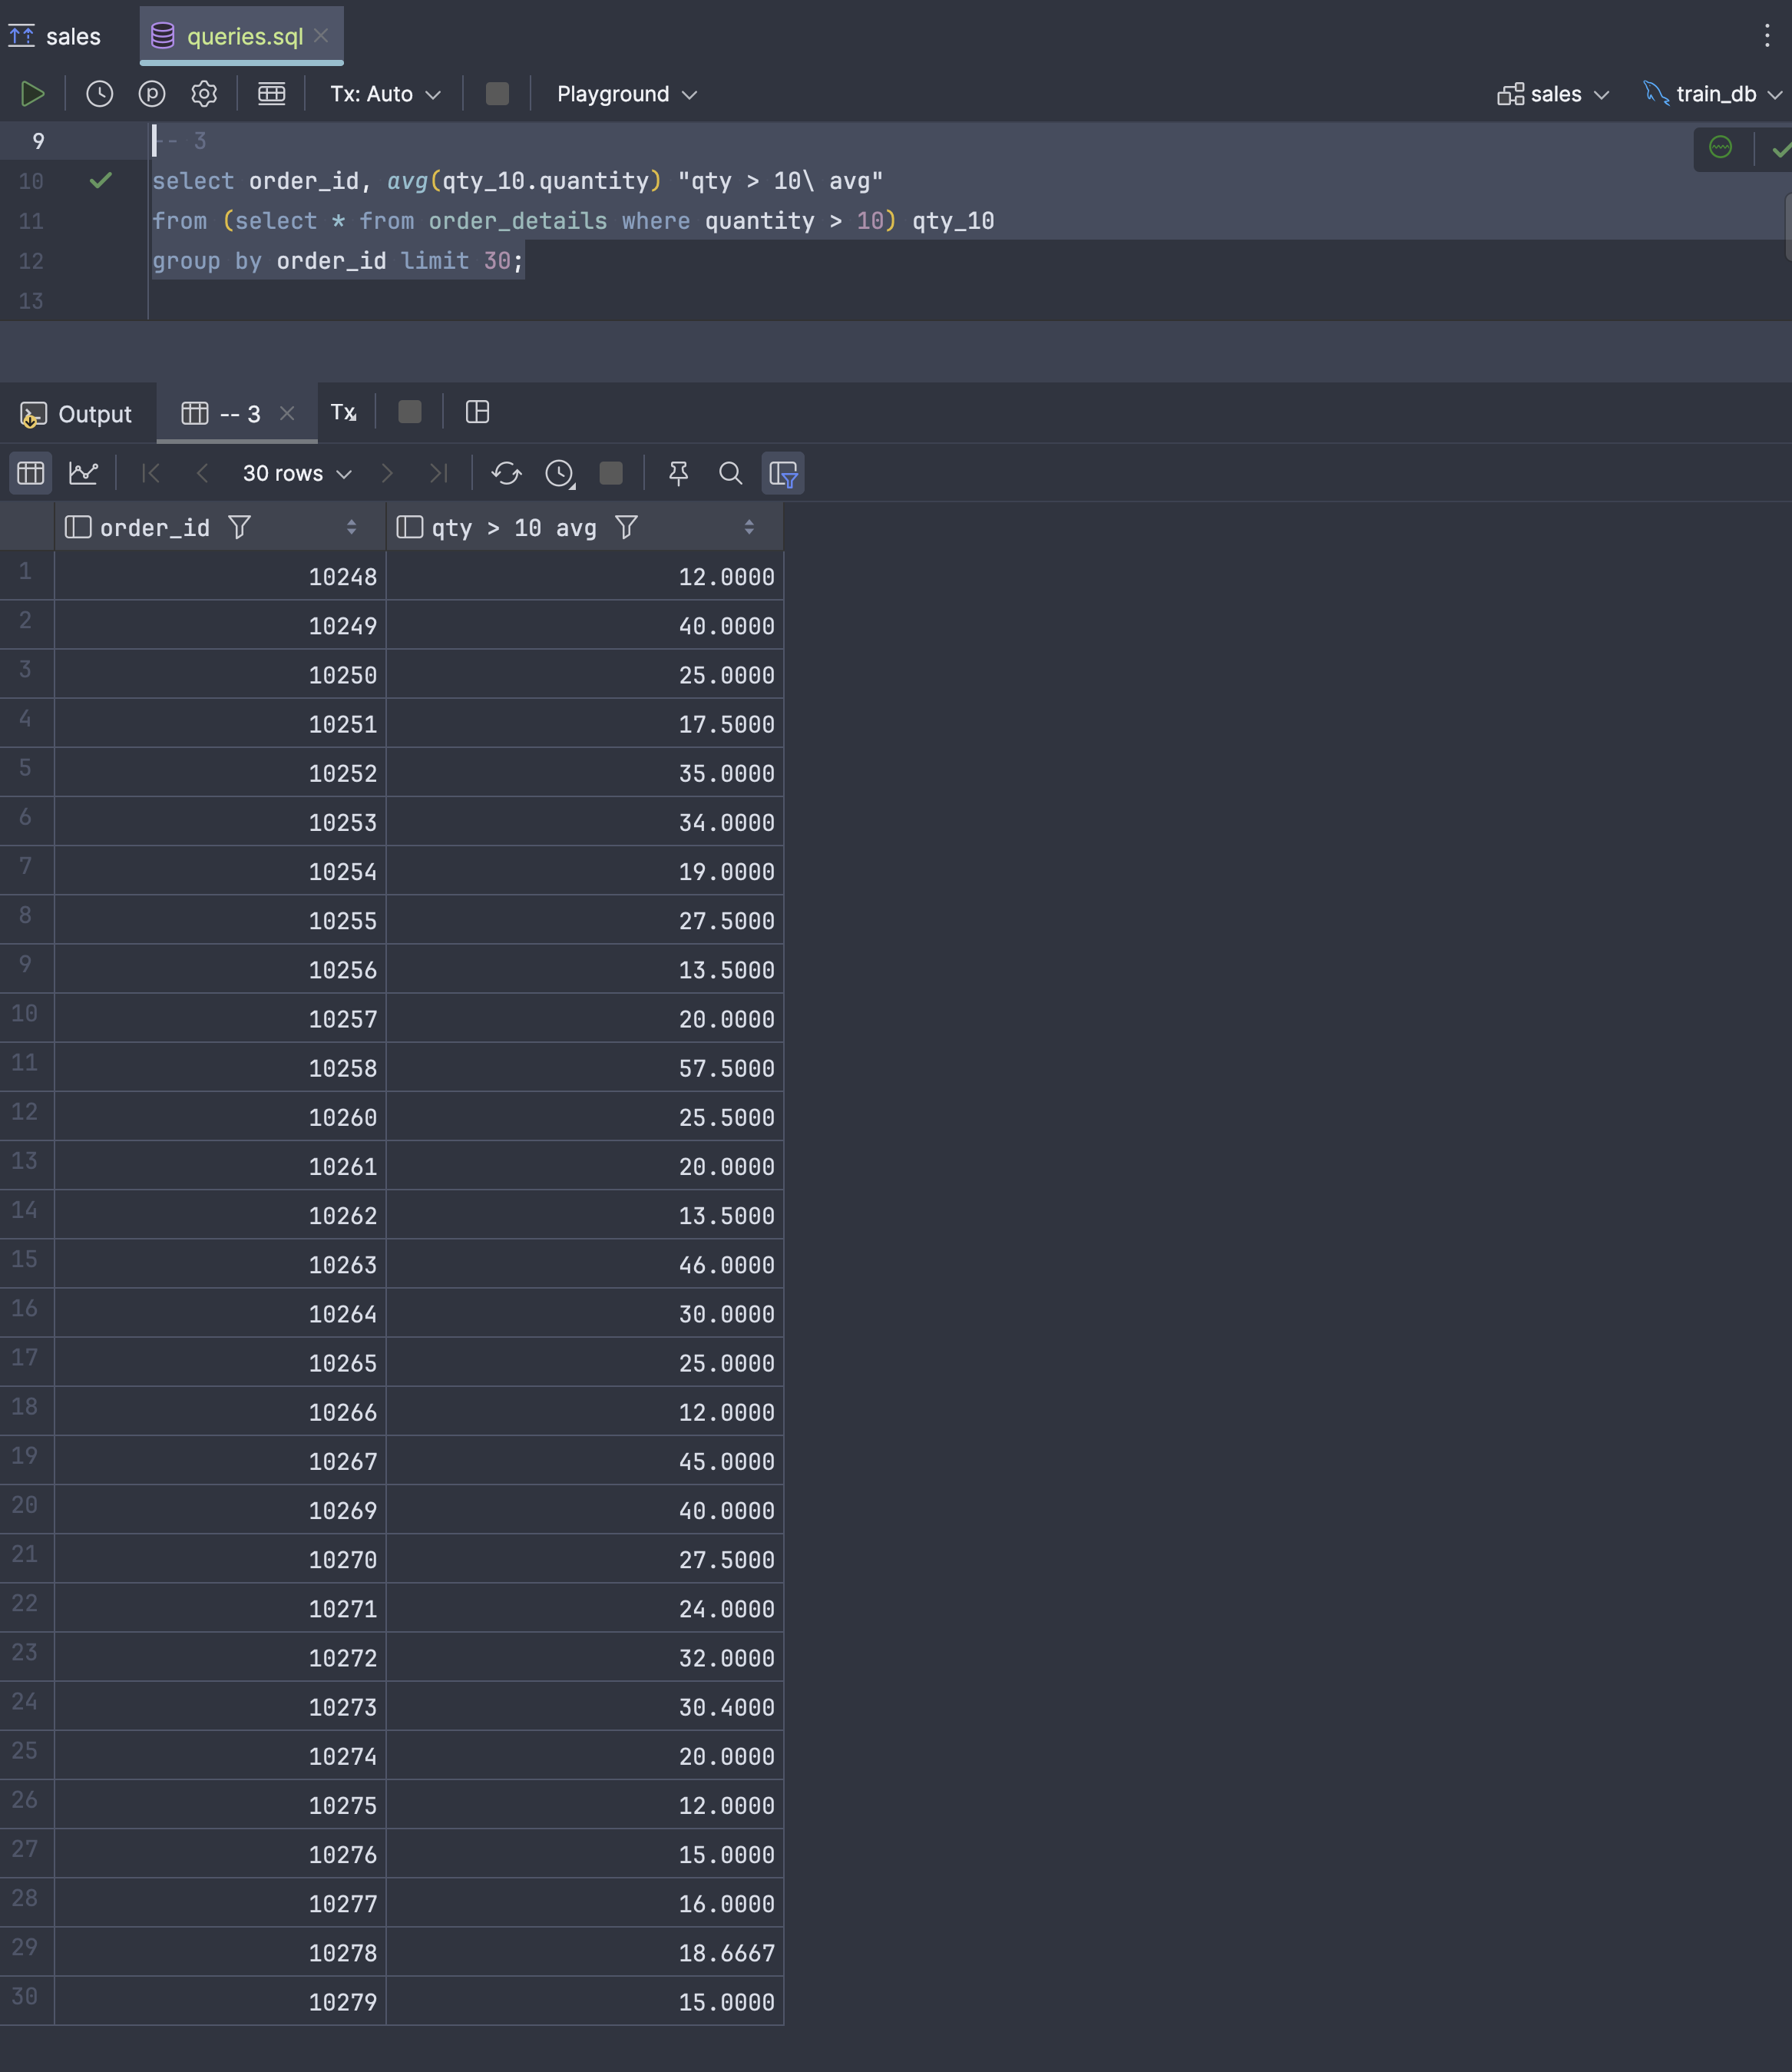 sales queries.sql
Tx: Auto Playground sales train_db
9 -- 3
10 select order_id, avg(qty_10.quantity) "qty > 10\ avg"
11 from (select * from order_details where quantity > 10) qty_10
12 group by order_id limit 30;
13
Output -- 3 Tx
30 rows
order_id qty > 10 avg
1 10248 12.0000
2 10249 40.0000
3 10250 25.0000
4 10251 17.5000
5 10252 35.0000
6 10253 34.0000
7 10254 19.0000
8 10255 27.5000
9 10256 13.5000
10 10257 20.0000
11 10258 57.5000
12 10260 25.5000
13 10261 20.0000
14 10262 13.5000
15 10263 46.0000
16 10264 30.0000
17 10265 25.0000
18 10266 12.0000
19 10267 45.0000
20 10269 40.0000
21 10270 27.5000
22 10271 24.0000
23 10272 32.0000
24 10273 30.4000
25 10274 20.0000
26 10275 12.0000
27 10276 15.0000
28 10277 16.0000
29 10278 18.6667
30 10279 15.0000